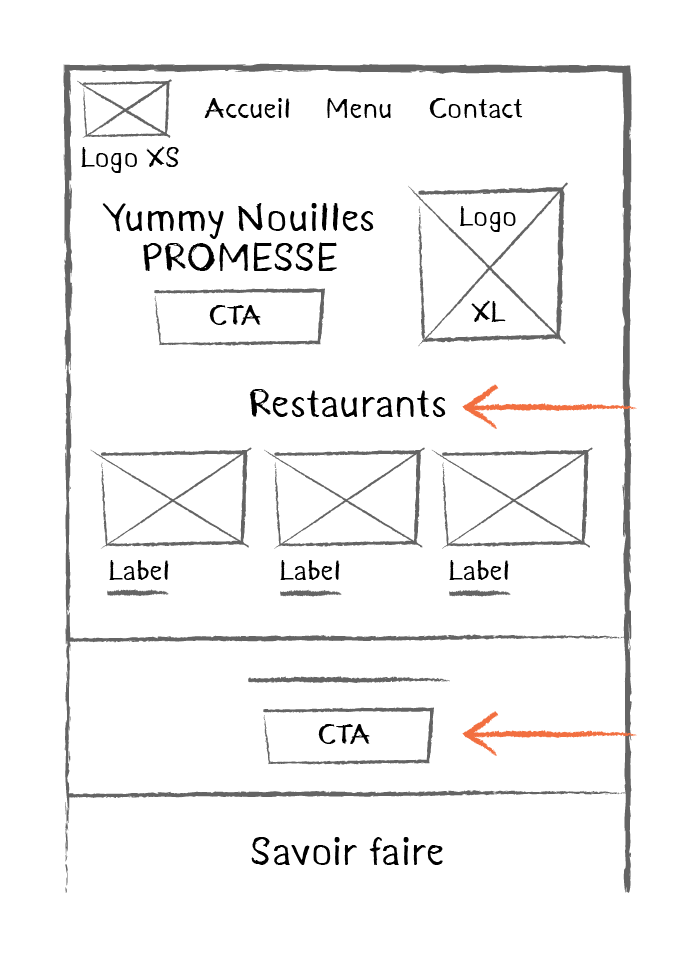 Accueil Menu Contact
Logo XS
Yummy Nouilles
PROMESSE
CTA
Logo
XL
Restaurants
Label Label Label
CTA
Savoir faire